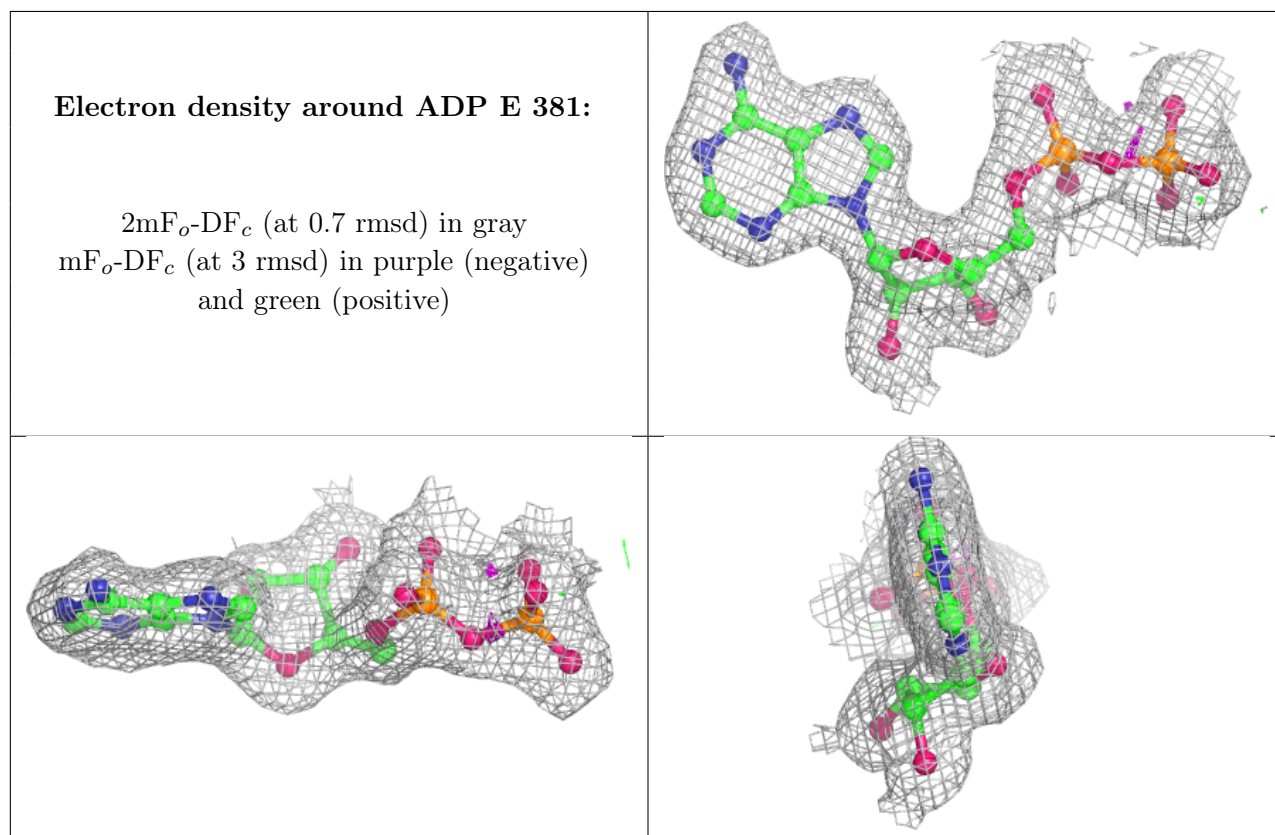 Electron density around ADP E 381:
2mFo-DFc (at 0.7 rmsd) in gray
mFo-DFc (at 3 rmsd) in purple (negative)
and green (positive)